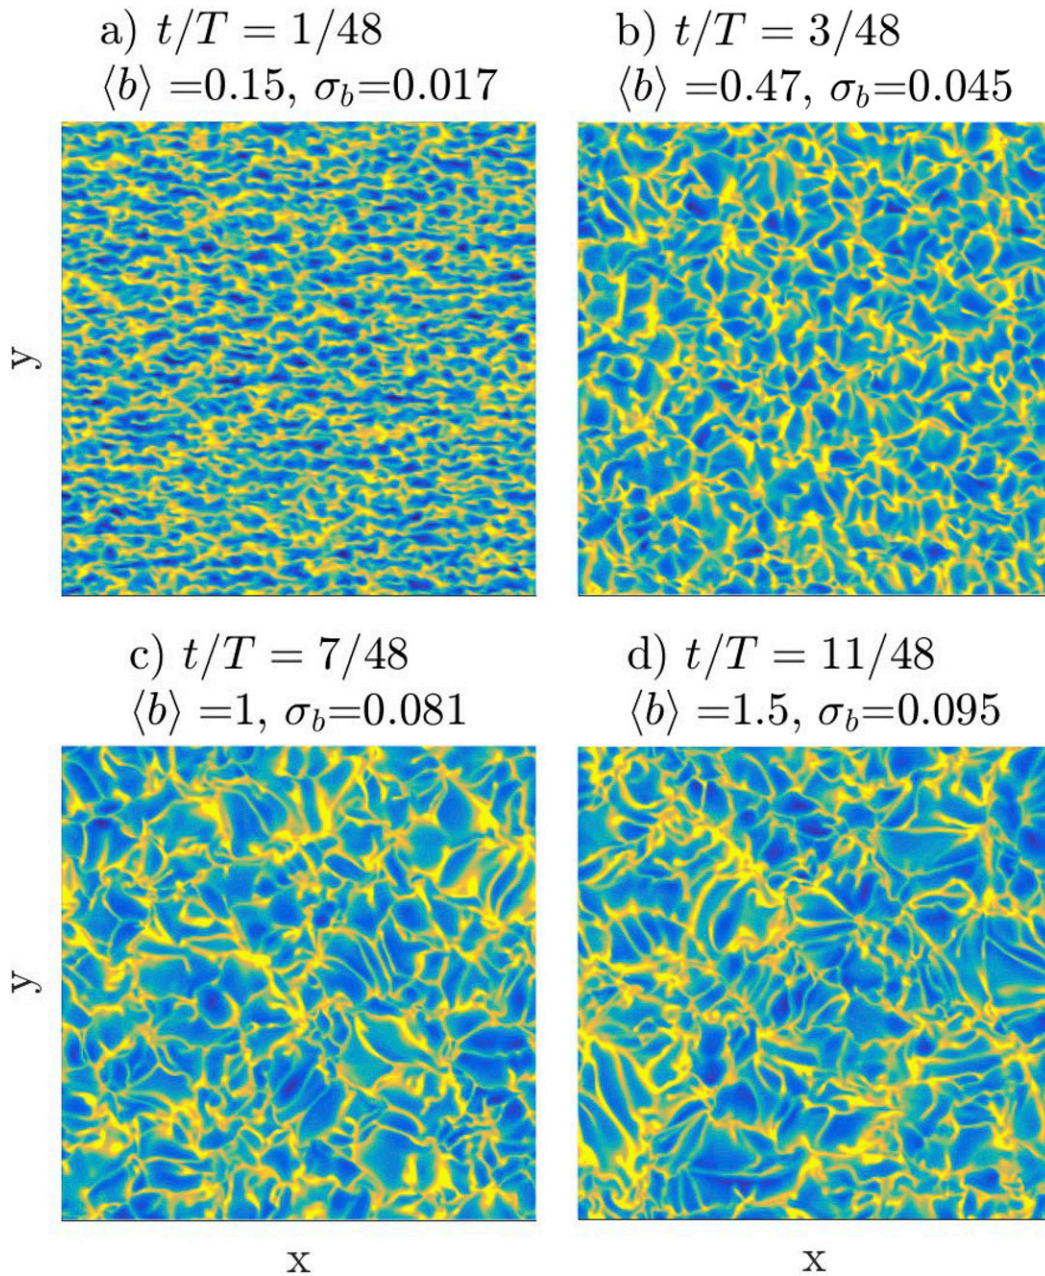 a) t/T = 1/48
⟨b⟩ =0.15, σ_b=0.017
b) t/T = 3/48
⟨b⟩ =0.47, σ_b=0.045
y
c) t/T = 7/48
⟨b⟩ =1, σ_b=0.081
d) t/T = 11/48
⟨b⟩ =1.5, σ_b=0.095
y
x
x